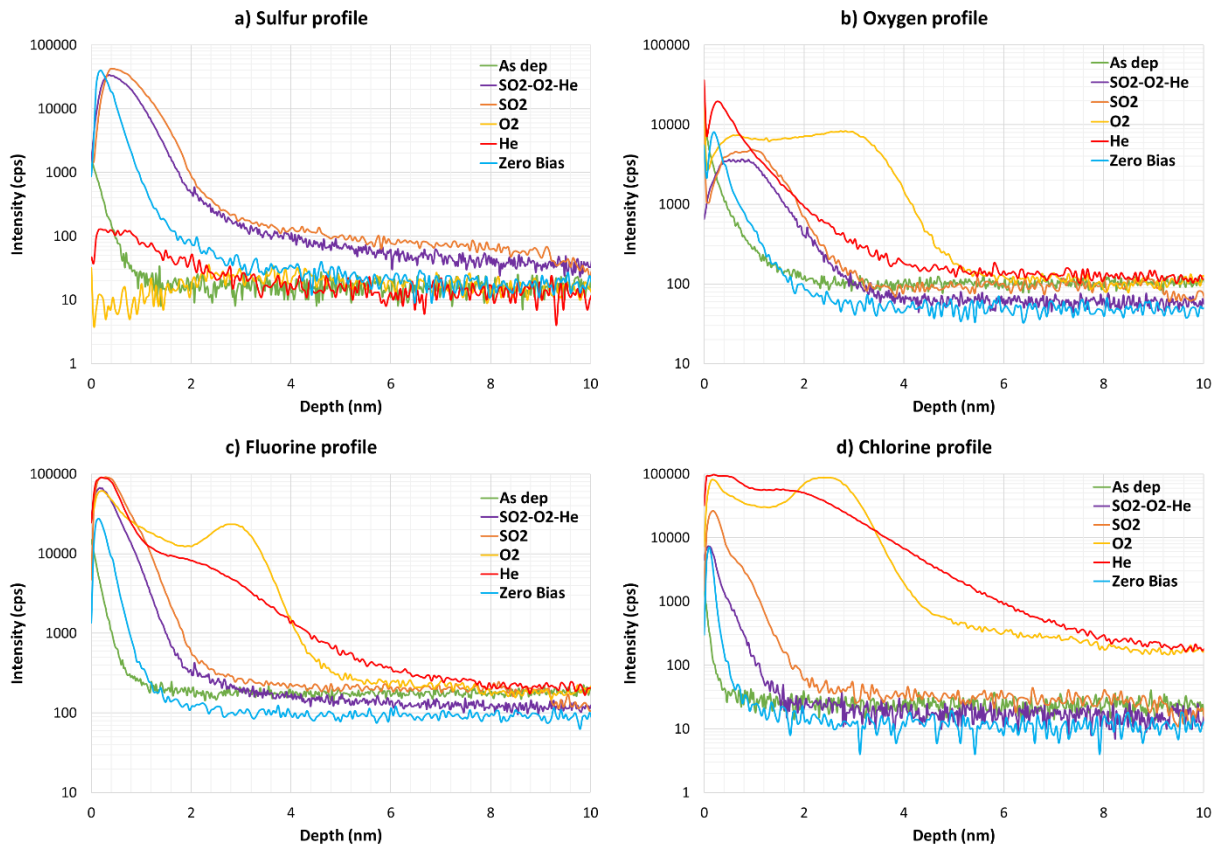 a) Sulfur profile
100000
10000
1000
100
10
1
Intensity (cps)
0 2 4 6 8 10
Depth (nm)
As dep
SO2-O2-He
SO2
O2
He
Zero Bias
b) Oxygen profile
100000
10000
1000
100
10
Intensity (cps)
0 2 4 6 8 10
Depth (nm)
As dep
SO2-O2-He
SO2
O2
He
Zero Bias
c) Fluorine profile
100000
10000
1000
100
10
Intensity (cps)
0 2 4 6 8 10
Depth (nm)
As dep
SO2-O2-He
SO2
O2
He
Zero Bias
d) Chlorine profile
100000
10000
1000
100
10
1
Intensity (cps)
0 2 4 6 8 10
Depth (nm)
As dep
SO2-O2-He
SO2
O2
He
Zero Bias